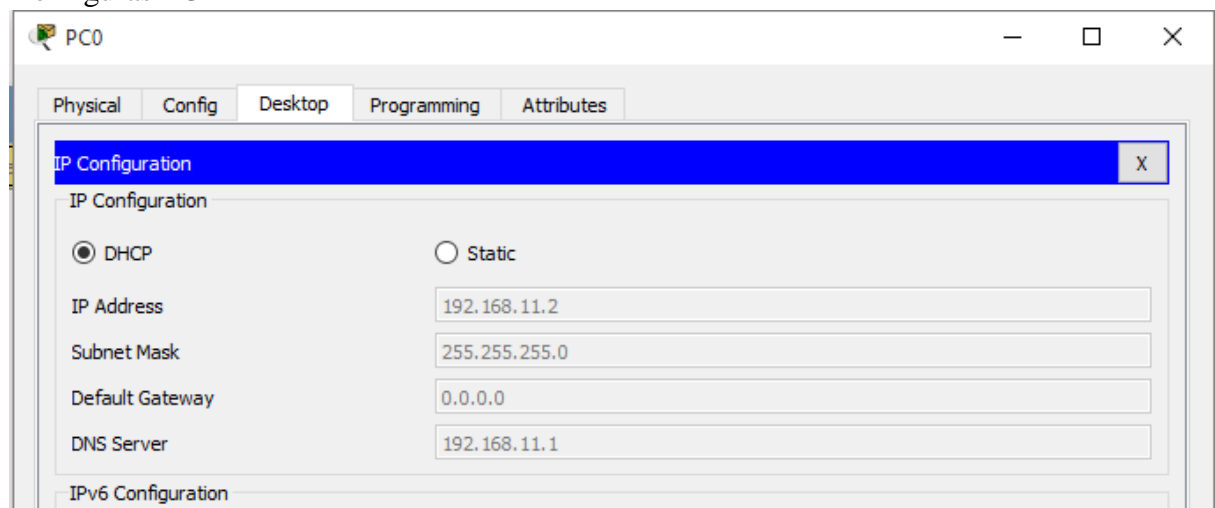 PC0
Physical Config Desktop Programming Attributes
IP Configuration X
IP Configuration
DHCP Static
IP Address 192.168.11.2
Subnet Mask 255.255.255.0
Default Gateway 0.0.0.0
DNS Server 192.168.11.1
IPv6 Configuration